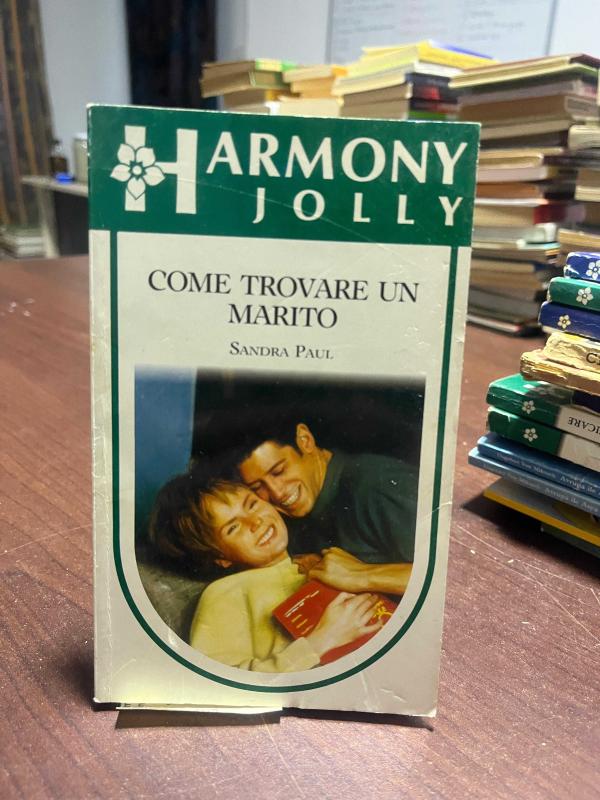 HARMONY
JOLLY
COME TROVARE UN
MARITO
SANDRA PAUL